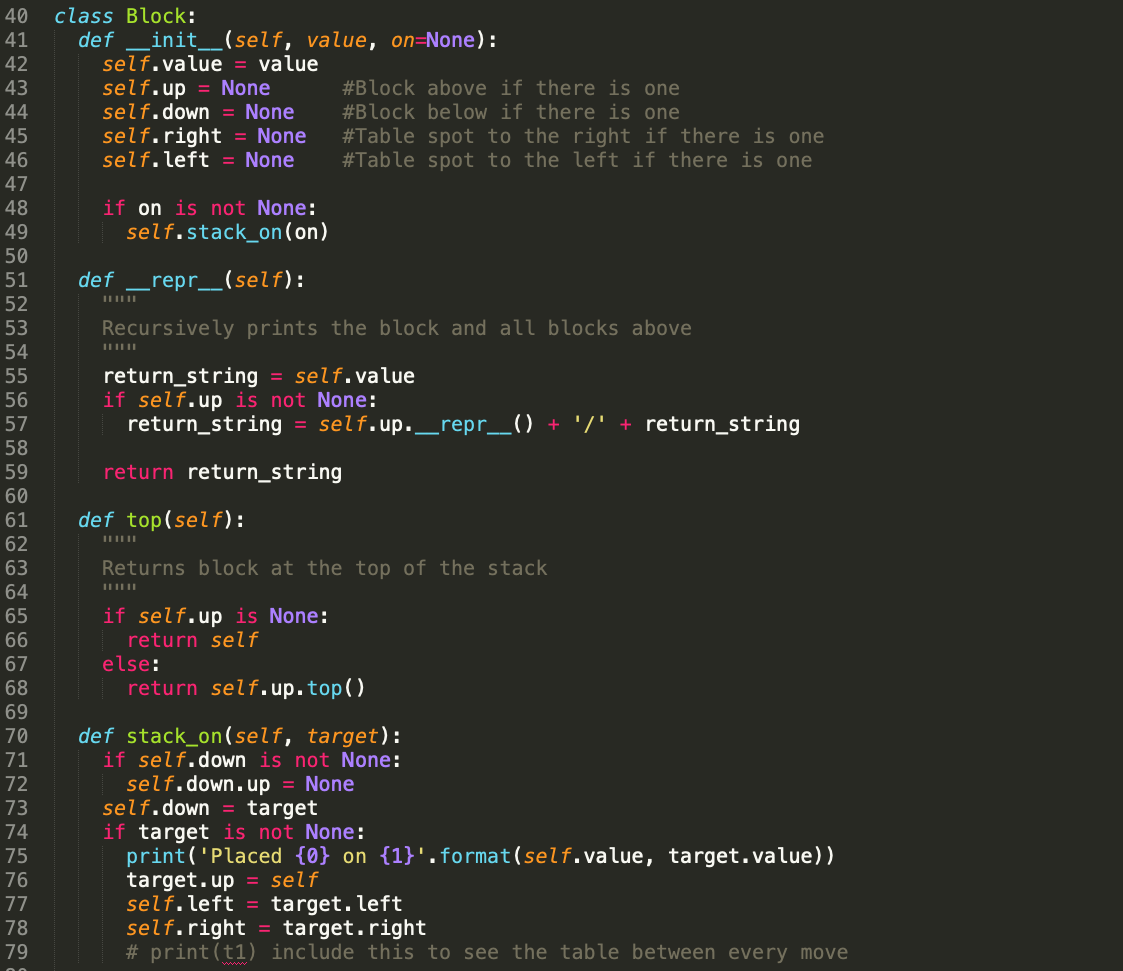 40 class Block:
41   def __init__(self, value, on=None):
42     self.value = value
43     self.up = None      #Block above if there is one
44     self.down = None    #Block below if there is one
45     self.right = None   #Table spot to the right if there is one
46     self.left = None    #Table spot to the left if there is one
47
48     if on is not None:
49       self.stack_on(on)
50
51   def __repr__(self):
52     """
53     Recursively prints the block and all blocks above
54     """
55     return_string = self.value
56     if self.up is not None:
57       return_string = self.up.__repr__() + '/' + return_string
58
59     return return_string
60
61   def top(self):
62     """
63     Returns block at the top of the stack
64     """
65     if self.up is None:
66       return self
67     else:
68       return self.up.top()
69
70   def stack_on(self, target):
71     if self.down is not None:
72       self.down.up = None
73     self.down = target
74     if target is not None:
75       print('Placed {0} on {1}'.format(self.value, target.value))
76       target.up = self
77       self.left = target.left
78       self.right = target.right
79       # print(t1) include this to see the table between every move